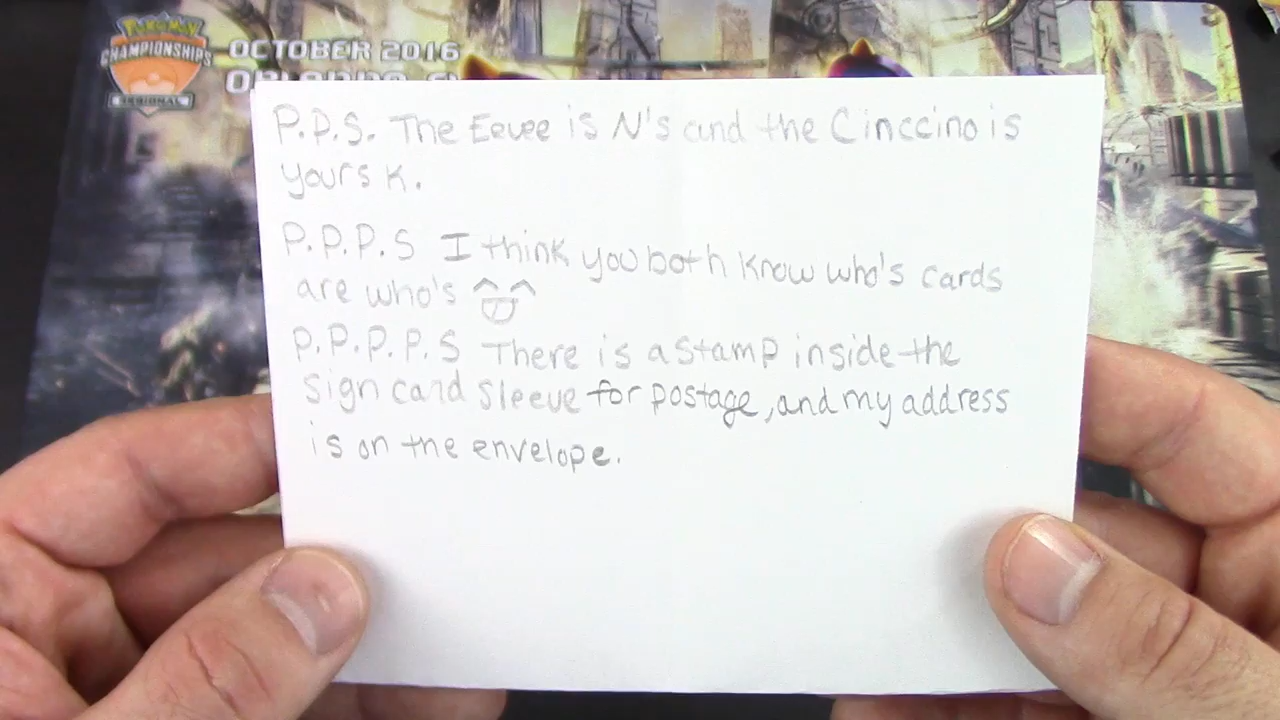 Pokémon
CHAMPIONSHIPS
REGIONAL
OCTOBER 2016
P.P.S. The Eevee is N's and the Cinccino is
yours K.
P.P.P.S I think you both know who's cards
are who's
P.P.P.P.S There is a stamp inside the
sign card sleeve for postage, and my address
is on the envelope.